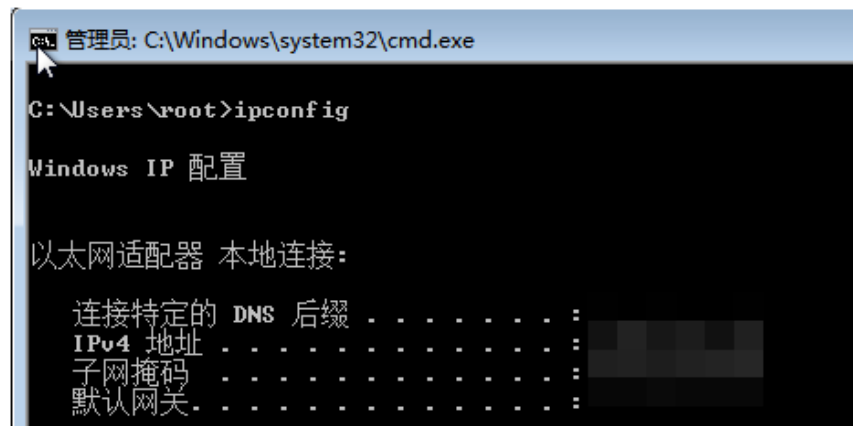 管理员: C:\Windows\system32\cmd.exe
C:\Users\root>ipconfig
Windows IP 配置
以太网适配器 本地连接:
连接特定的 DNS 后缀 . . . . . . . :
IPv4 地址 . . . . . . . . . . . . :
子网掩码 . . . . . . . . . . . . :
默认网关. . . . . . . . . . . . . :